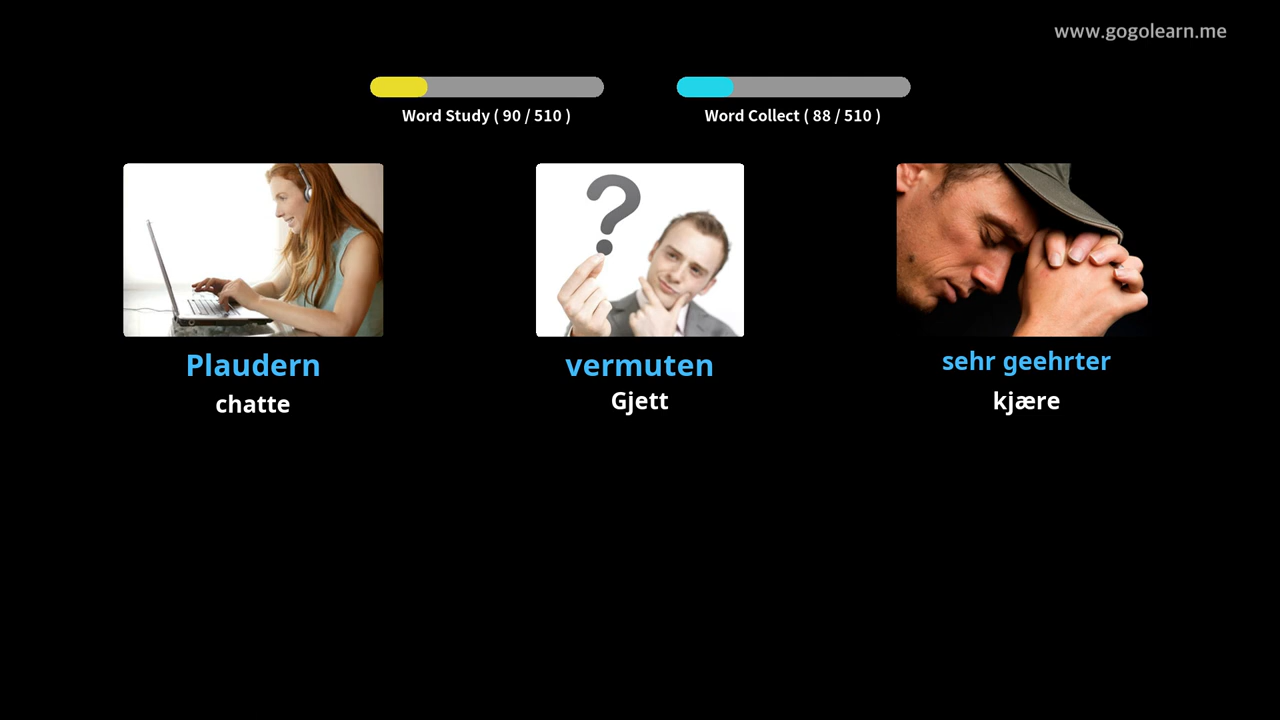 www.gogolearn.me
Word Study ( 90 / 510 )
Word Collect ( 88 / 510 )
Plaudern
chatte
vermuten
Gjett
sehr geehrter
kjære